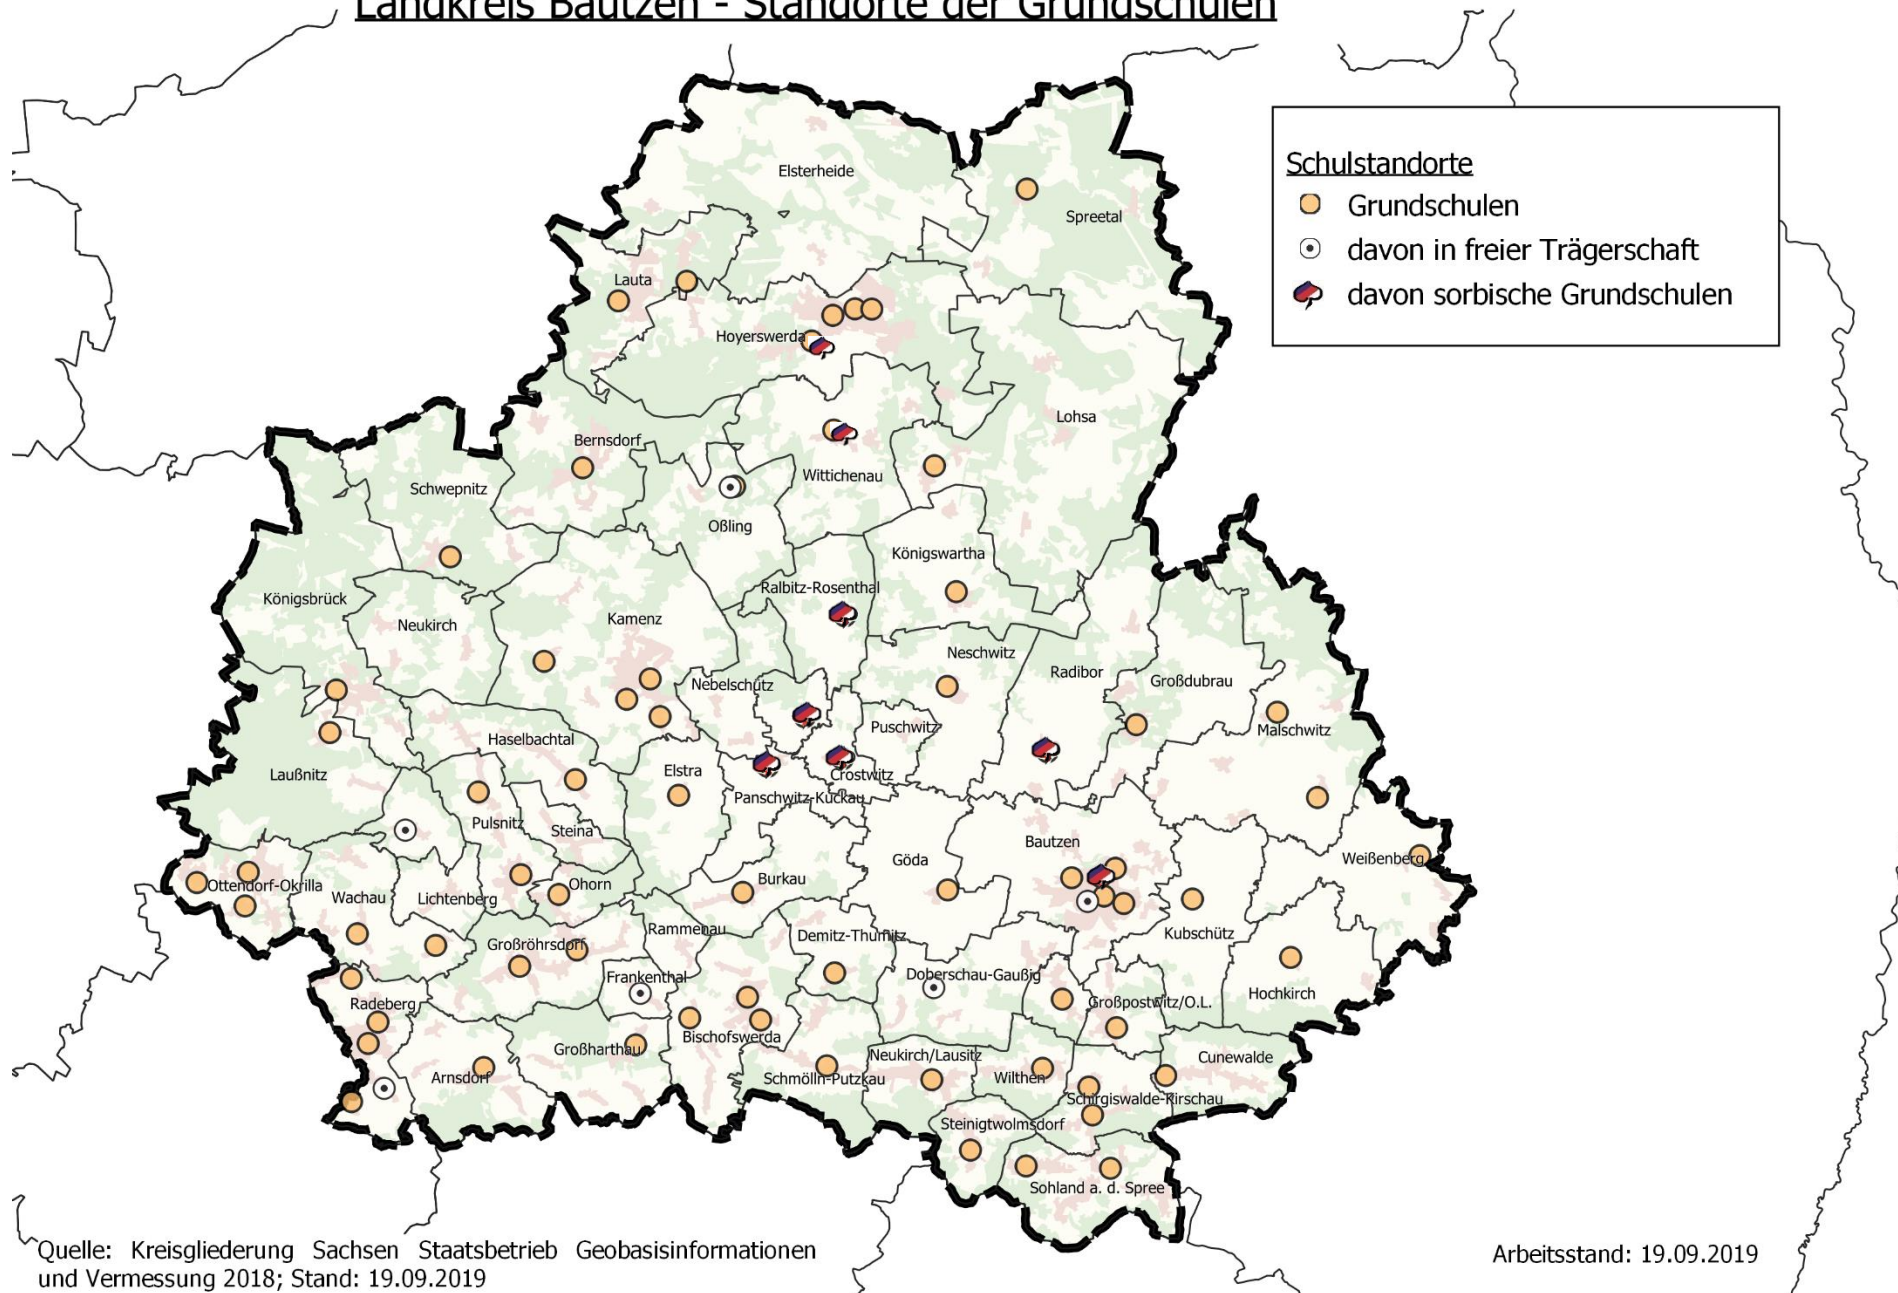 Landkreis Bautzen - Standorte der Grundschulen
Schulstandorte
Grundschulen
davon in freier Trägerschaft
davon sorbische Grundschulen
Elsterheide
Spreetal
Lauta
Hoyerswerda
Lohsa
Bernsdorf
Wittichenau
Schwepnitz
Oßling
Königswartha
Ralbitz-Rosenthal
Königsbrück
Kamenz
Neukirch
Neschwitz
Radibor
Großdubrau
Nebelschütz
Puschwitz
Malschwitz
Haselbachtal
Laußnitz
Elstra
Crostwitz
Panschwitz-Kuckau
Pulsnitz
Steina
Bautzen
Göda
Weißenberg
Ottendorf-Okrilla
Burkau
Ohorn
Wachau
Lichtenberg
Rammenau
Demitz-Thumitz
Kubschütz
Großröhrsdorf
Frankenthal
Doberschau-Gaußig
Hochkirch
Radeberg
Großpostwitz/O.L.
Bischofswerda
Großharthau
Neukirch/Lausitz
Cunewalde
Arnsdorf
Schmölln-Putzkau
Wilthen
Schirgiswalde-Kirschau
Steinigtwolmsdorf
Sohland a. d. Spree
Quelle: Kreisgliederung Sachsen Staatsbetrieb Geobasisinformationen
und Vermessung 2018; Stand: 19.09.2019
Arbeitsstand: 19.09.2019